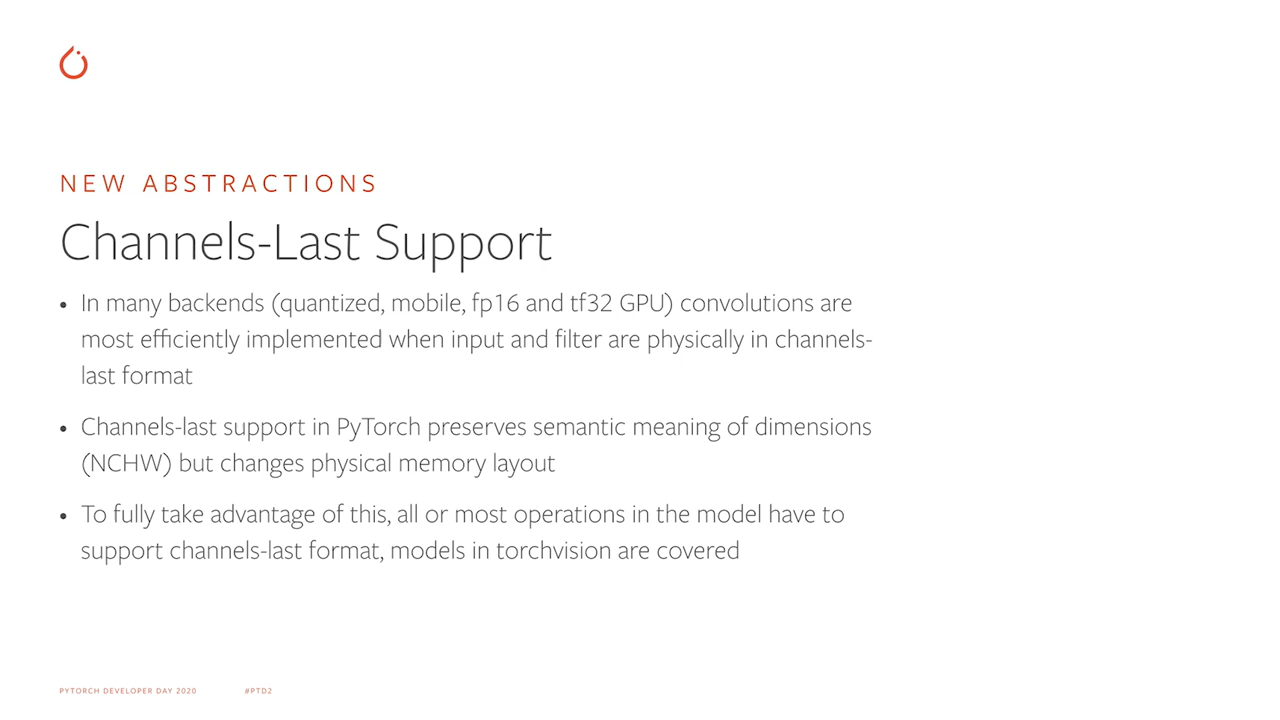 NEW ABSTRACTIONS
Channels-Last Support
• In many backends (quantized, mobile, fp16 and tf32 GPU) convolutions are
most efficiently implemented when input and filter are physically in channels-
last format
• Channels-last support in PyTorch preserves semantic meaning of dimensions
(NCHW) but changes physical memory layout
• To fully take advantage of this, all or most operations in the model have to
support channels-last format, models in torchvision are covered
PYTORCH DEVELOPER DAY 2020 #PTD2